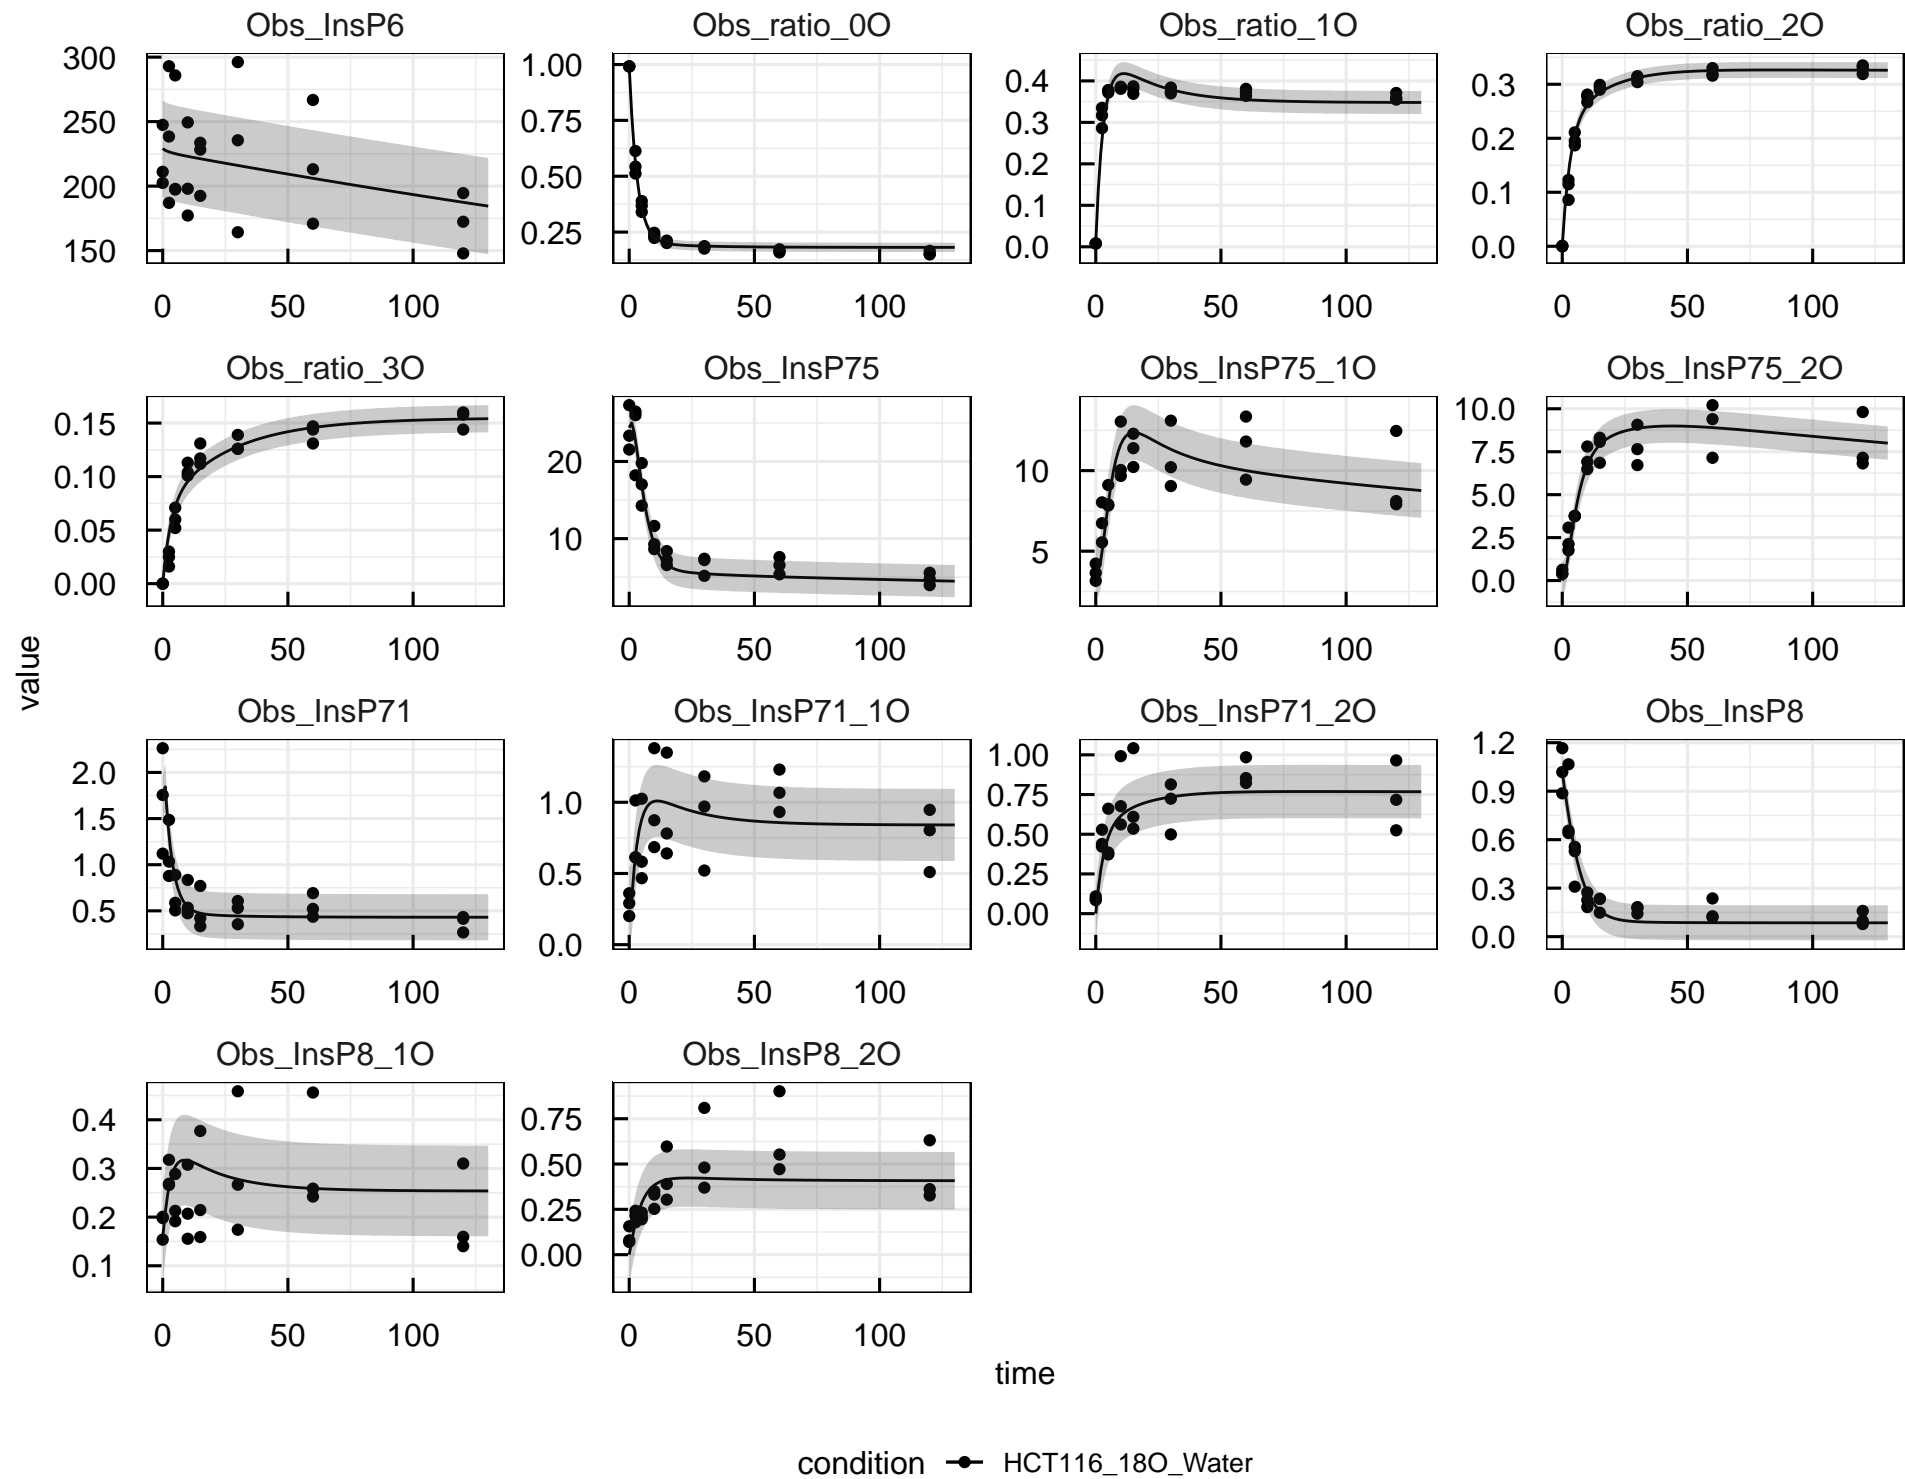 Obs_InsP6 Obs_ratio_0O Obs_ratio_1O Obs_ratio_2O
300 250 200 150
1.00 0.75 0.50 0.25
0.4 0.3 0.2 0.1 0.0
0.3 0.2 0.1 0.0
0 50 100 0 50 100 0 50 100 0 50 100
Obs_ratio_3O Obs_InsP75 Obs_InsP75_1O Obs_InsP75_2O
0.15 0.10 0.05 0.00
20 10
10 5
10.0 7.5 5.0 2.5 0.0
0 50 100 0 50 100 0 50 100 0 50 100
value
Obs_InsP71 Obs_InsP71_1O Obs_InsP71_2O Obs_InsP8
2.0 1.5 1.0 0.5
1.0 0.5 0.0
1.00 0.75 0.50 0.25 0.00
1.2 0.9 0.6 0.3 0.0
0 50 100 0 50 100 0 50 100 0 50 100
Obs_InsP8_1O Obs_InsP8_2O
0.4 0.3 0.2 0.1
0.75 0.50 0.25 0.00
0 50 100 0 50 100
time
condition HCT116_18O_Water